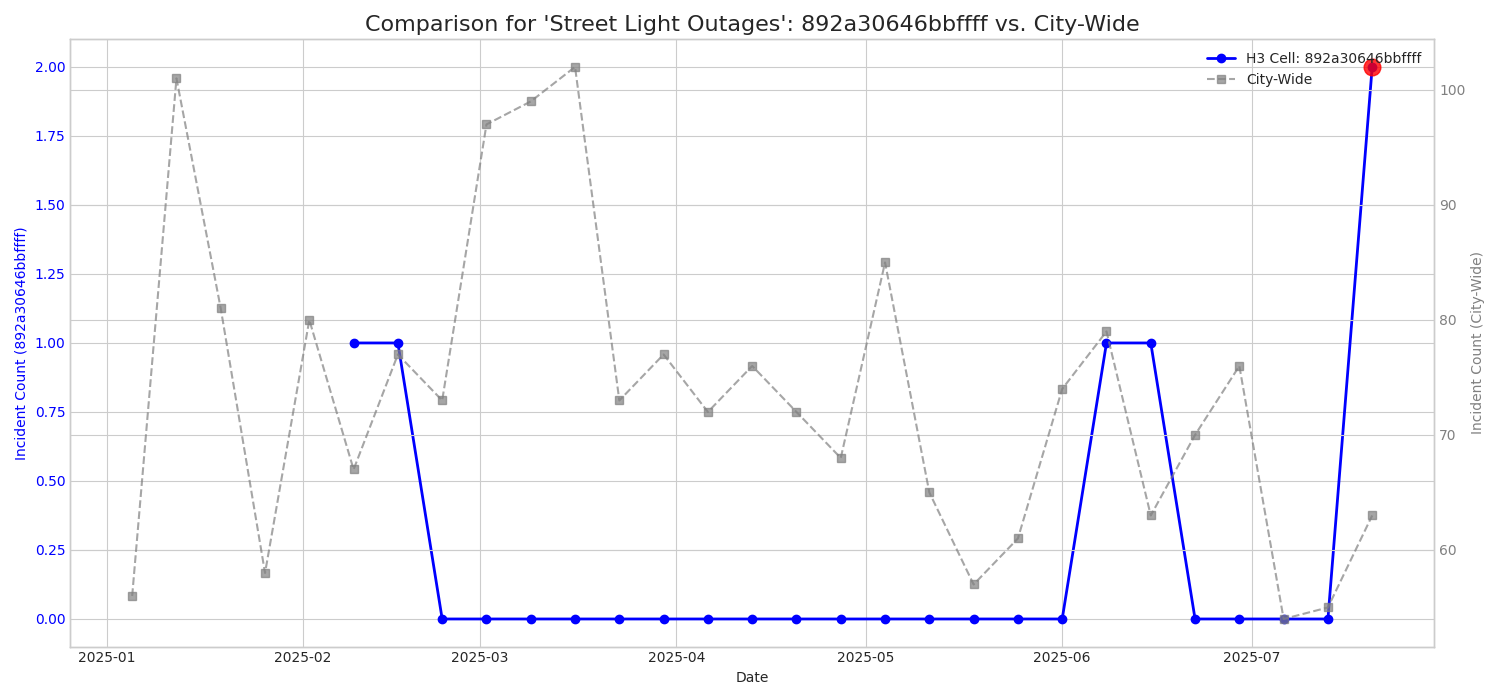 Comparison for 'Street Light Outages': 892a30646bbffff vs. City-Wide
H3 Cell: 892a30646bbffff
City-Wide
Incident Count (892a30646bbffff)
2.00
1.75
1.50
1.25
1.00
0.75
0.50
0.25
0.00
100
90
80
70
60
Incident Count (City-Wide)
2025-01 2025-02 2025-03 2025-04 2025-05 2025-06 2025-07
Date